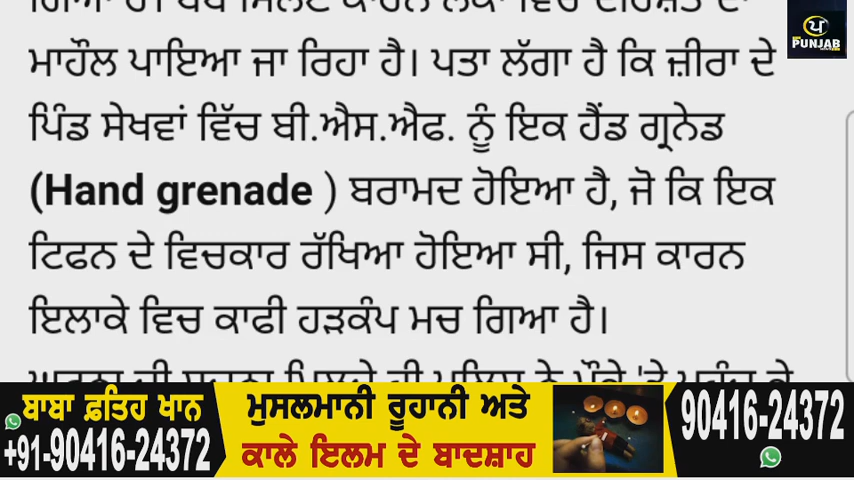 ਮਾਹੌਲ ਪਾਇਆ ਜਾ ਰਿਹਾ ਹੈ। ਪਤਾ ਲੱਗਾ ਹੈ ਕਿ ਜ਼ੀਰਾ ਦੇ
ਪਿੰਡ ਸੇਖਵਾਂ ਵਿੱਚ ਬੀ.ਐਸ.ਐਫ. ਨੂੰ ਇਕ ਹੈਂਡ ਗ੍ਰਨੇਡ
(Hand grenade ) ਬਰਾਮਦ ਹੋਇਆ ਹੈ, ਜੋ ਕਿ ਇਕ
ਟਿਫਨ ਦੇ ਵਿਚਕਾਰ ਰੱਖਿਆ ਹੋਇਆ ਸੀ, ਜਿਸ ਕਾਰਨ
ਇਲਾਕੇ ਵਿਚ ਕਾਫੀ ਹੜਕੰਪ ਮਚ ਗਿਆ ਹੈ।
ਪ
PUNJAB
ਬਾਬਾ ਫ਼ਤਿਹ ਖਾਨ
+91-90416-24372
ਮੁਸਲਮਾਨੀ ਰੂਹਾਨੀ ਅਤੇ
ਕਾਲੇ ਇਲਮ ਦੇ ਬਾਦਸ਼ਾਹ
90416-24372